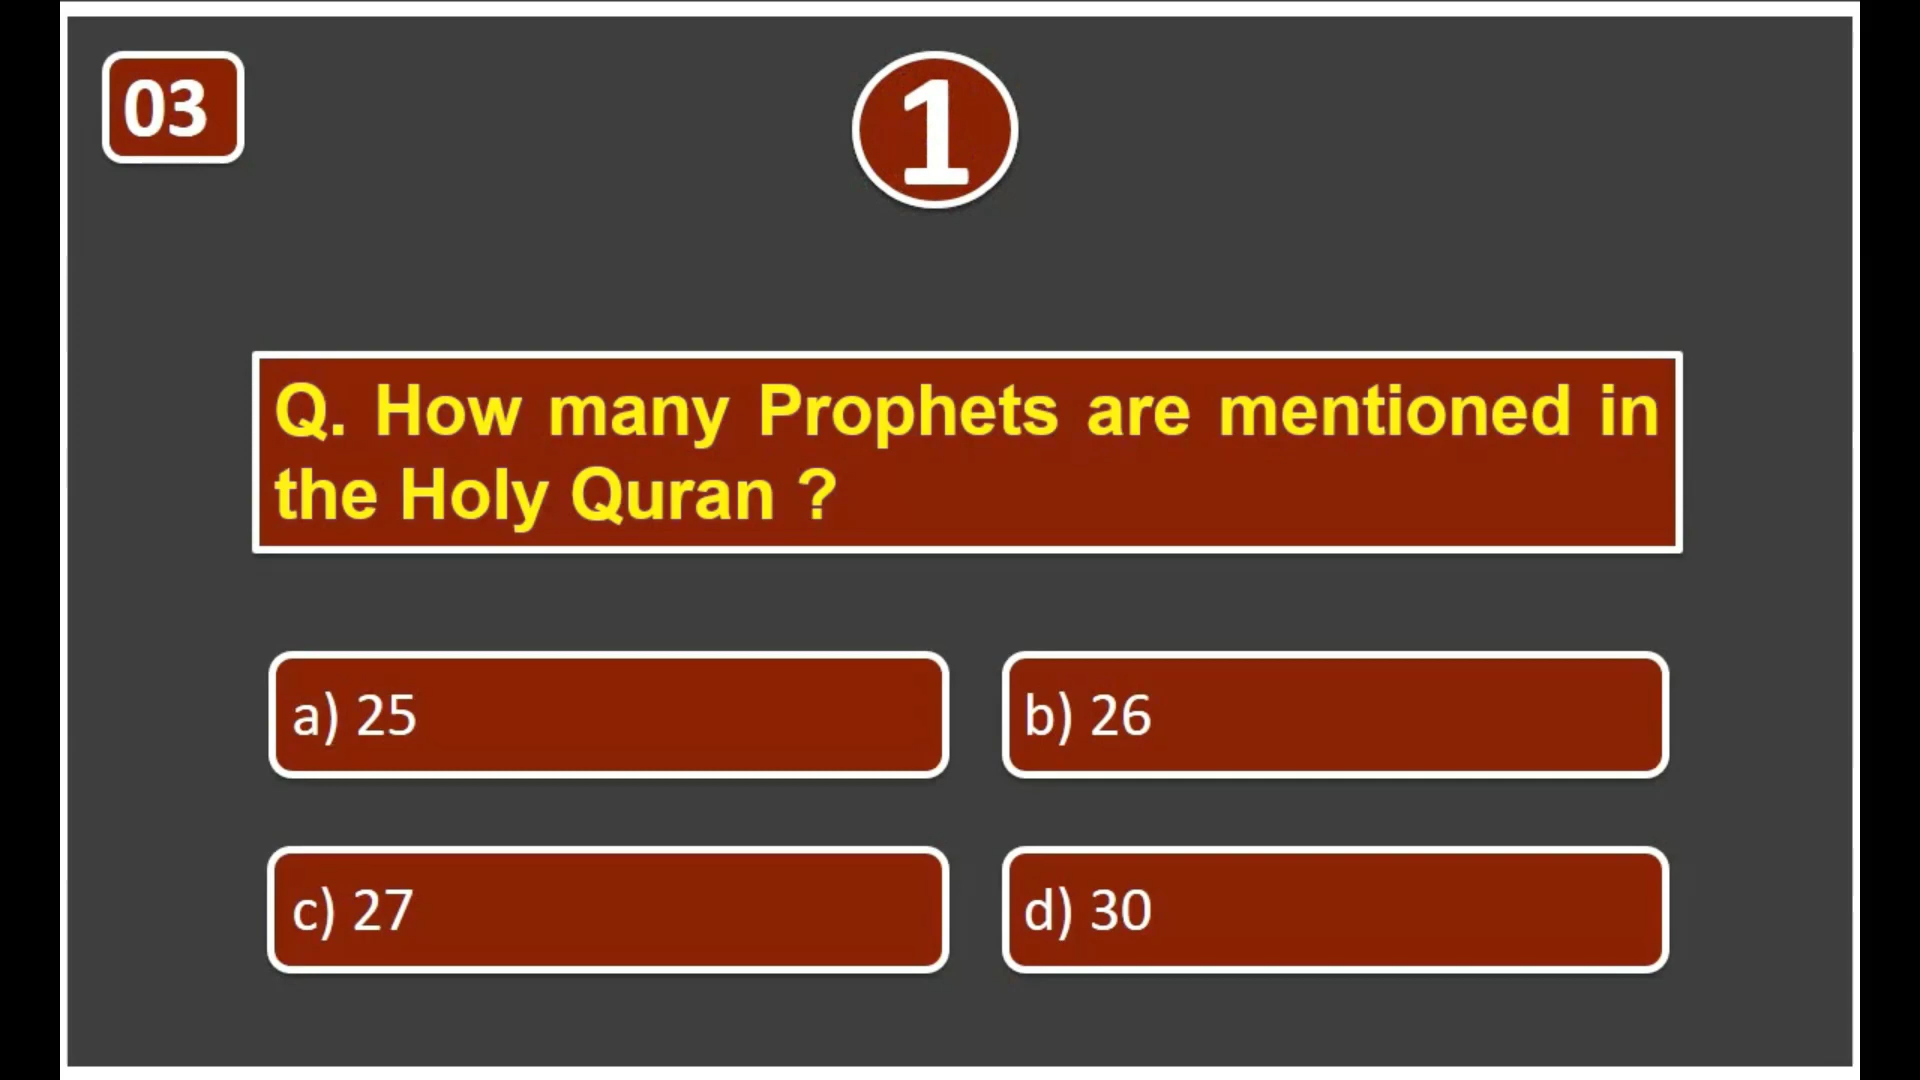 03
1
Q. How many Prophets are mentioned in
the Holy Quran ?
a) 25
b) 26
c) 27
d) 30